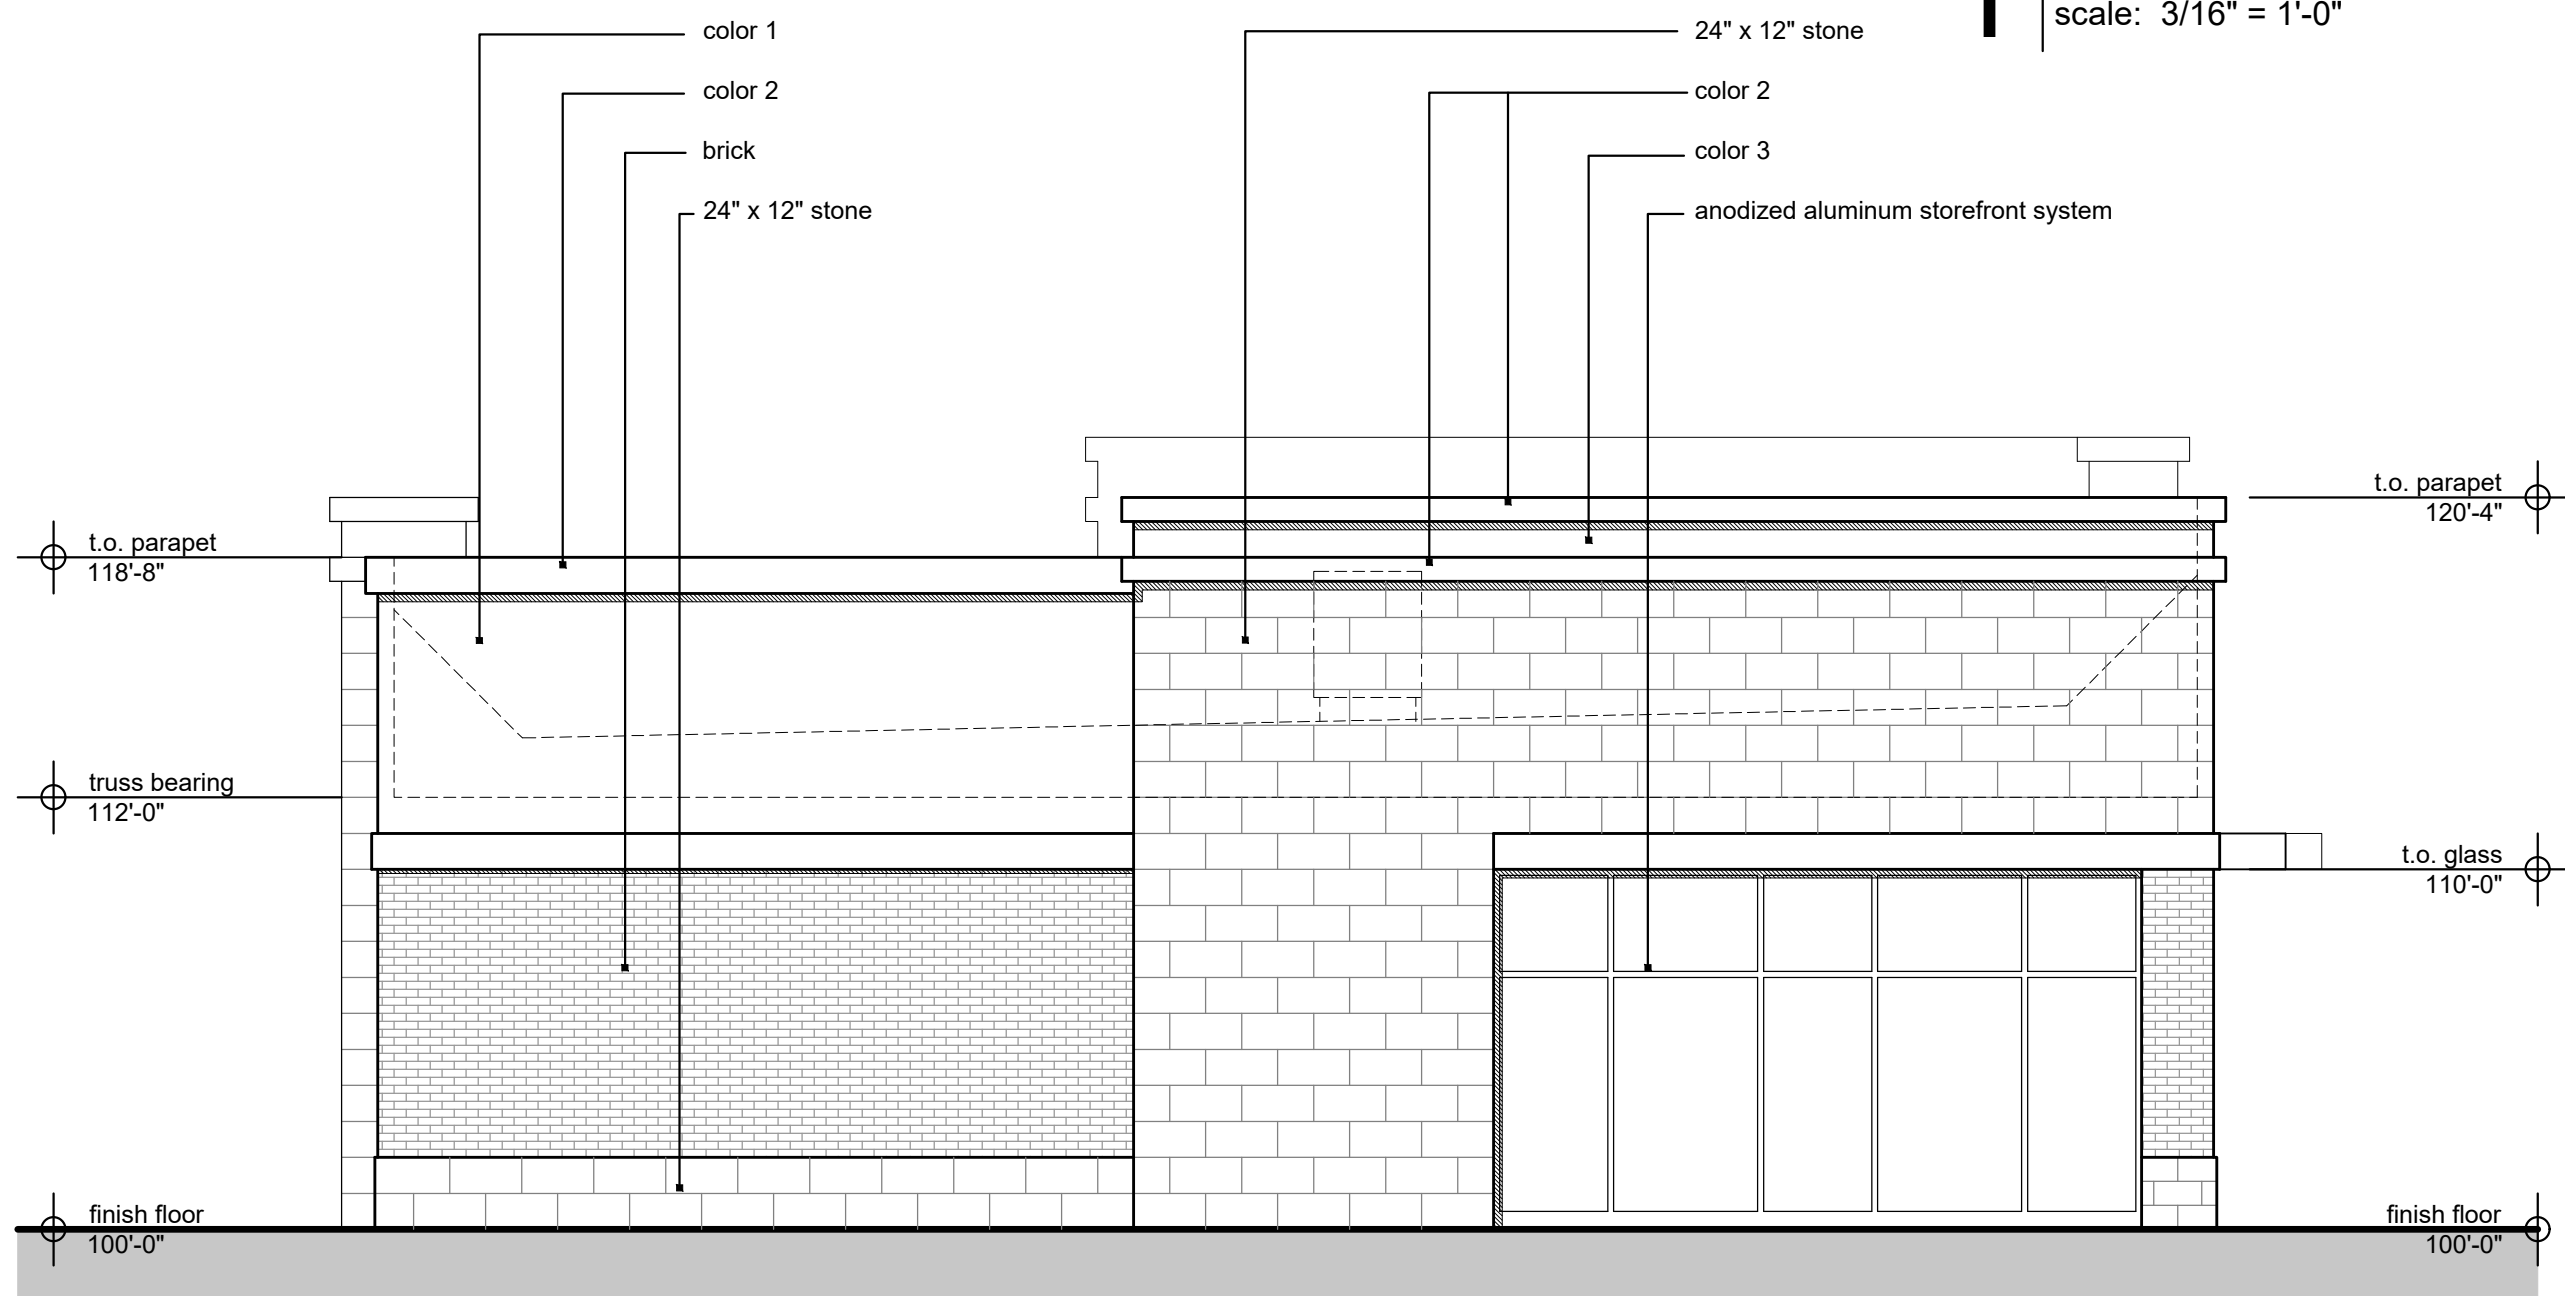 scale:  3/16" = 1'-0"
color 1
color 2
brick
24" x 12" stone
24" x 12" stone
color 2
color 3
anodized aluminum storefront system
t.o. parapet
118'-8"
truss bearing
112'-0"
finish floor
100'-0"
t.o. parapet
120'-4"
t.o. glass
110'-0"
finish floor
100'-0"